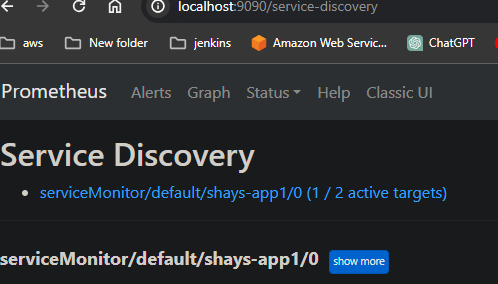 localhost:9090/service-discovery
aws New folder jenkins Amazon Web Servic... ChatGPT
Prometheus Alerts Graph Status Help Classic UI
Service Discovery
serviceMonitor/default/shays-app1/0 (1 / 2 active targets)
serviceMonitor/default/shays-app1/0 show more